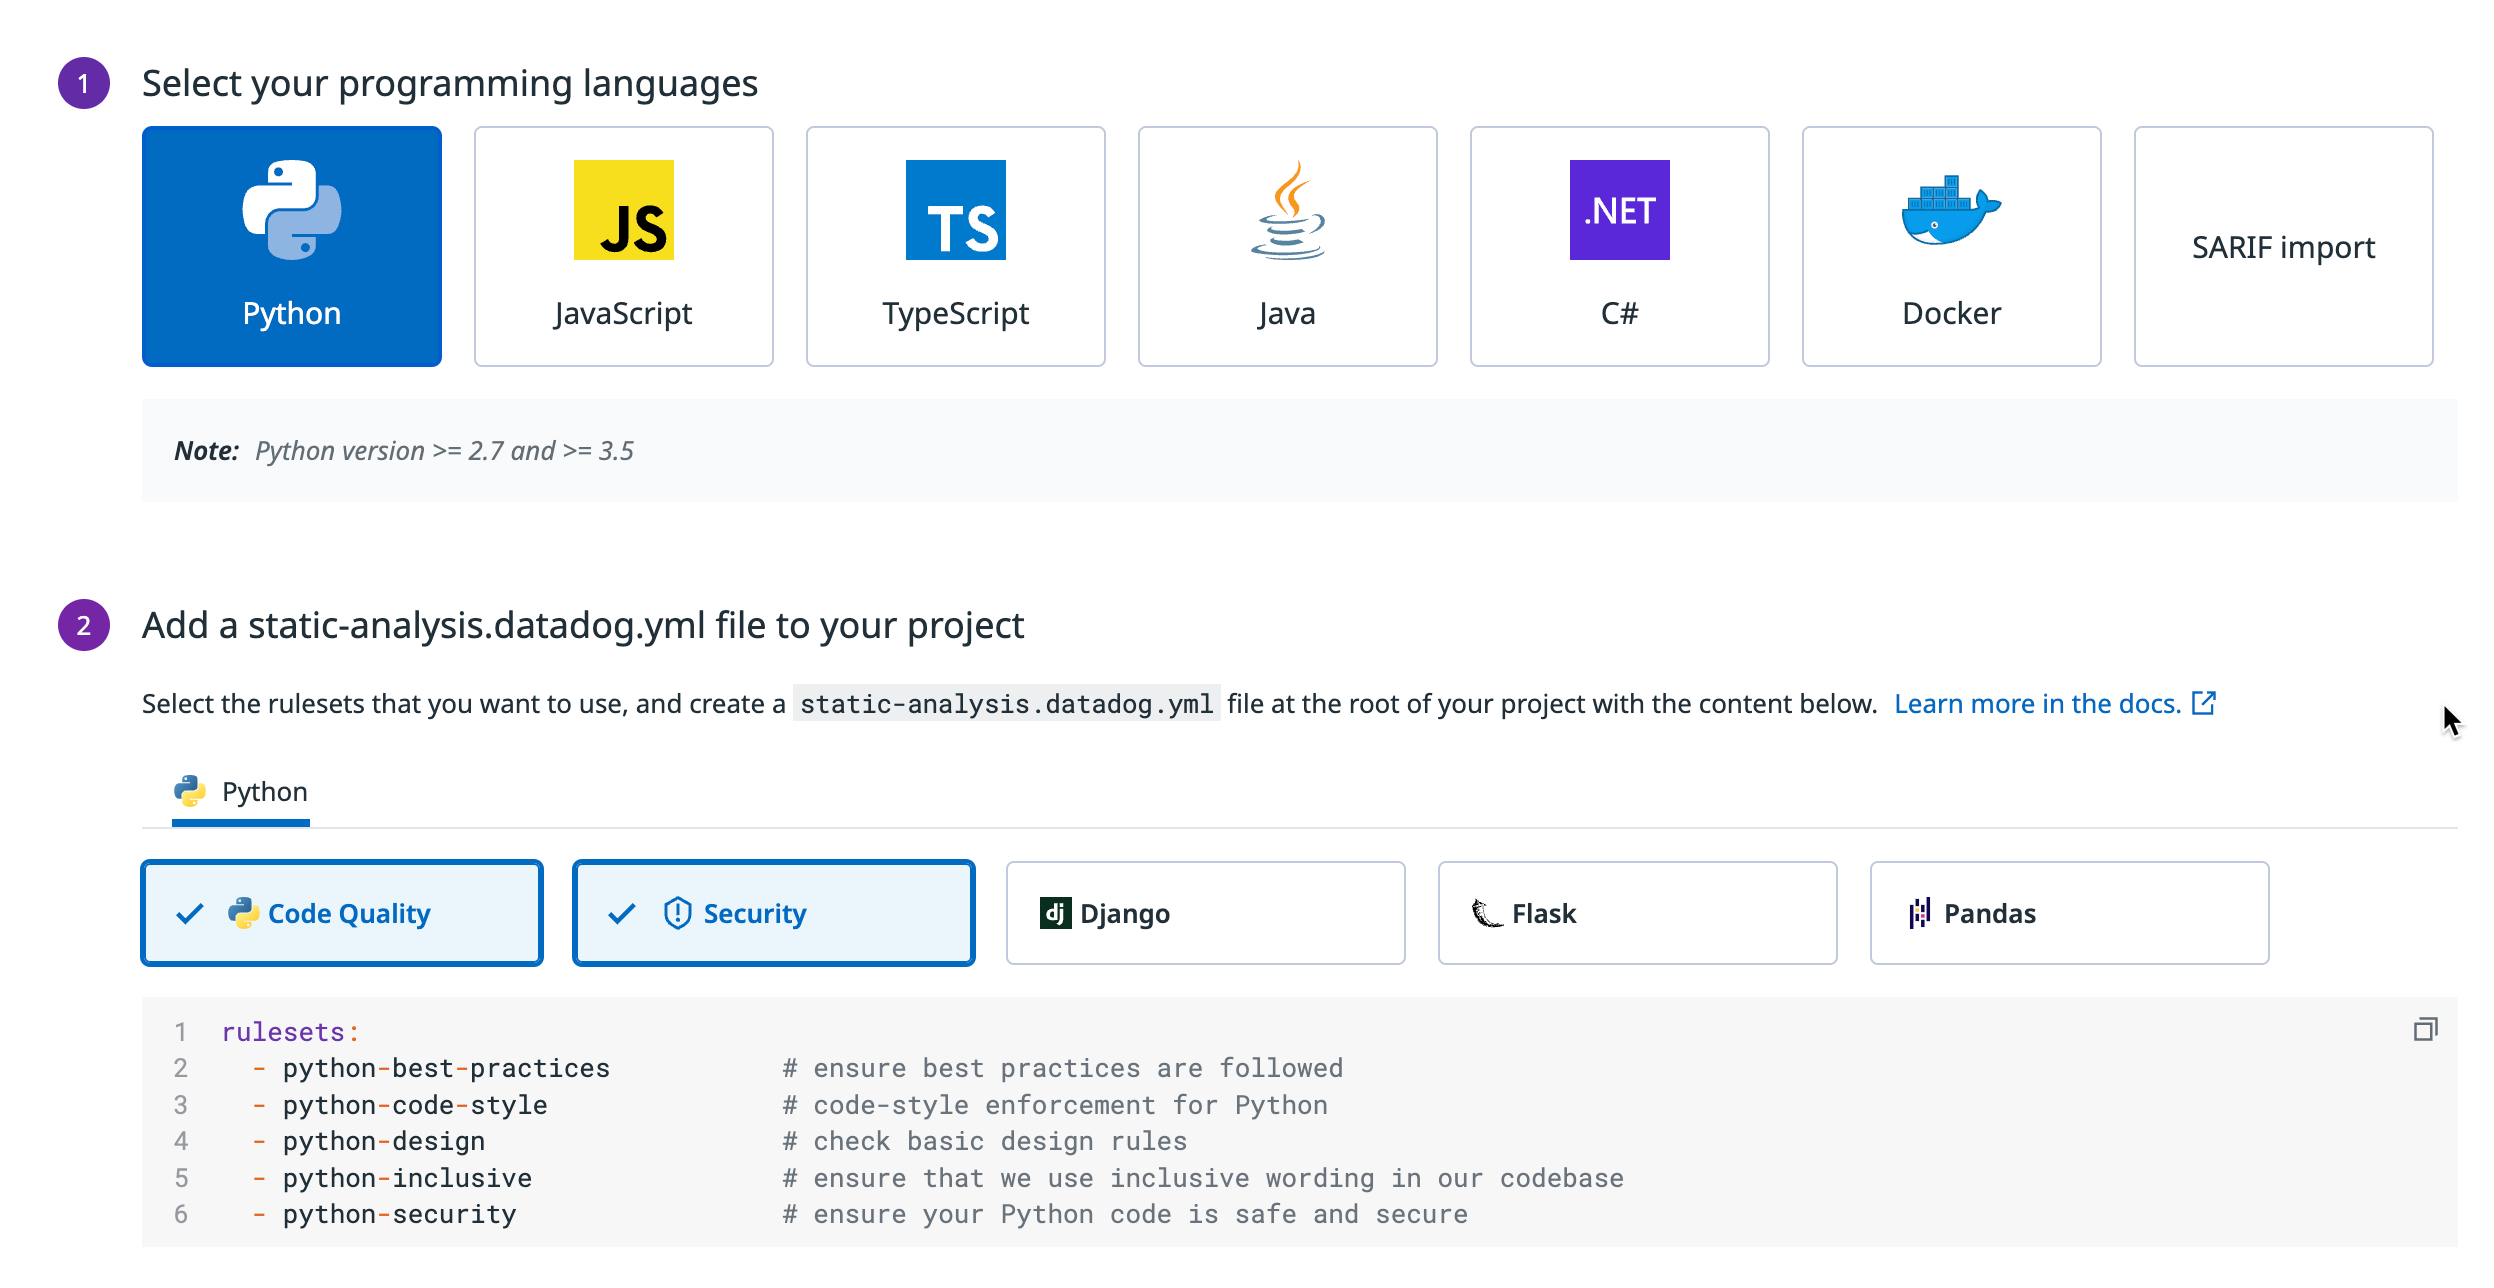 1 Select your programming languages
JS
TS
.NET
Python
JavaScript
TypeScript
Java
C#
Docker
SARIF import
Note: Python version >= 2.7 and >= 3.5
2 Add a static-analysis.datadog.yml file to your project
Select the rulesets that you want to use, and create a static-analysis.datadog.yml file at the root of your project with the content below. Learn more in the docs.
Python
Code Quality
Security
dj Django
Flask
Pandas
1 rulesets:
2 - python-best-practices # ensure best practices are followed
3 - python-code-style # code-style enforcement for Python
4 - python-design # check basic design rules
5 - python-inclusive # ensure that we use inclusive wording in our codebase
6 - python-security # ensure your Python code is safe and secure